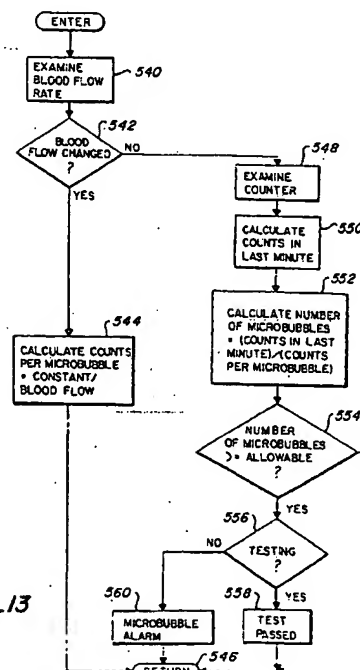 ENTER
EXAMINE
BLOOD FLOW
RATE
540
542
BLOOD
FLOW CHANGED
?
NO
YES
548
EXAMINE
COUNTER
550
CALCULATE
COUNTS IN
LAST MINUTE
552
CALCULATE NUMBER
OF MICROBUBBLES
= (COUNTS IN LAST
MINUTE)/(COUNTS
PER MICROBUBBLE)
544
CALCULATE COUNTS
PER MICROBUBBLE
= CONSTANT/
BLOOD FLOW
554
NUMBER
OF MICROBUBBLES
>= ALLOWABLE
?
YES
556
NO
TESTING
?
YES
560
MICROBUBBLE
ALARM
558
TEST
PASSED
.13
546
RETURN